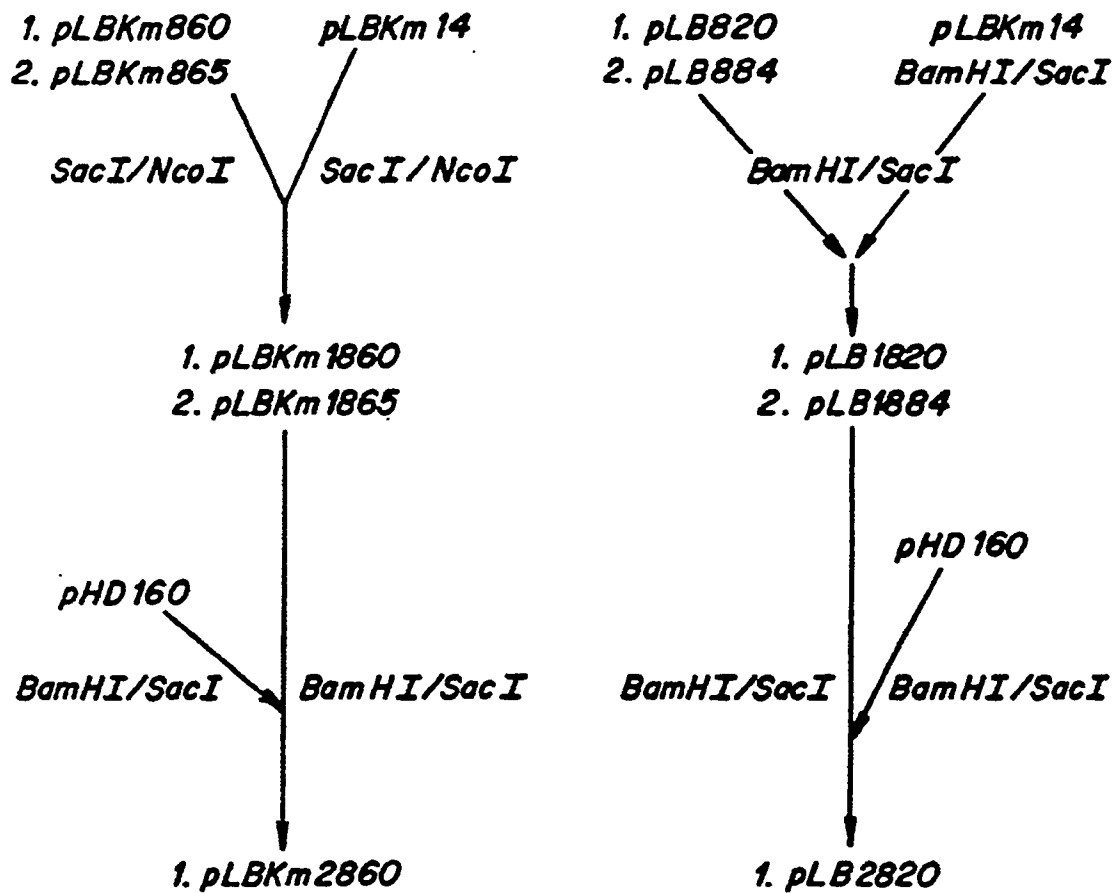 1. pLBKm860
2. pLBKm865
pLBKm14
SacI/NcoI
SacI/NcoI
1. pLBKm1860
2. pLBKm1865
pHD160
BamHI/SacI
BamHI/SacI
1. pLBKm2860
1. pLB820
2. pLB884
pLBKm14
BamHI/SacI
BamHI/SacI
1. pLB1820
2. pLB1884
pHD160
BamHI/SacI
BamHI/SacI
1. pLB2820